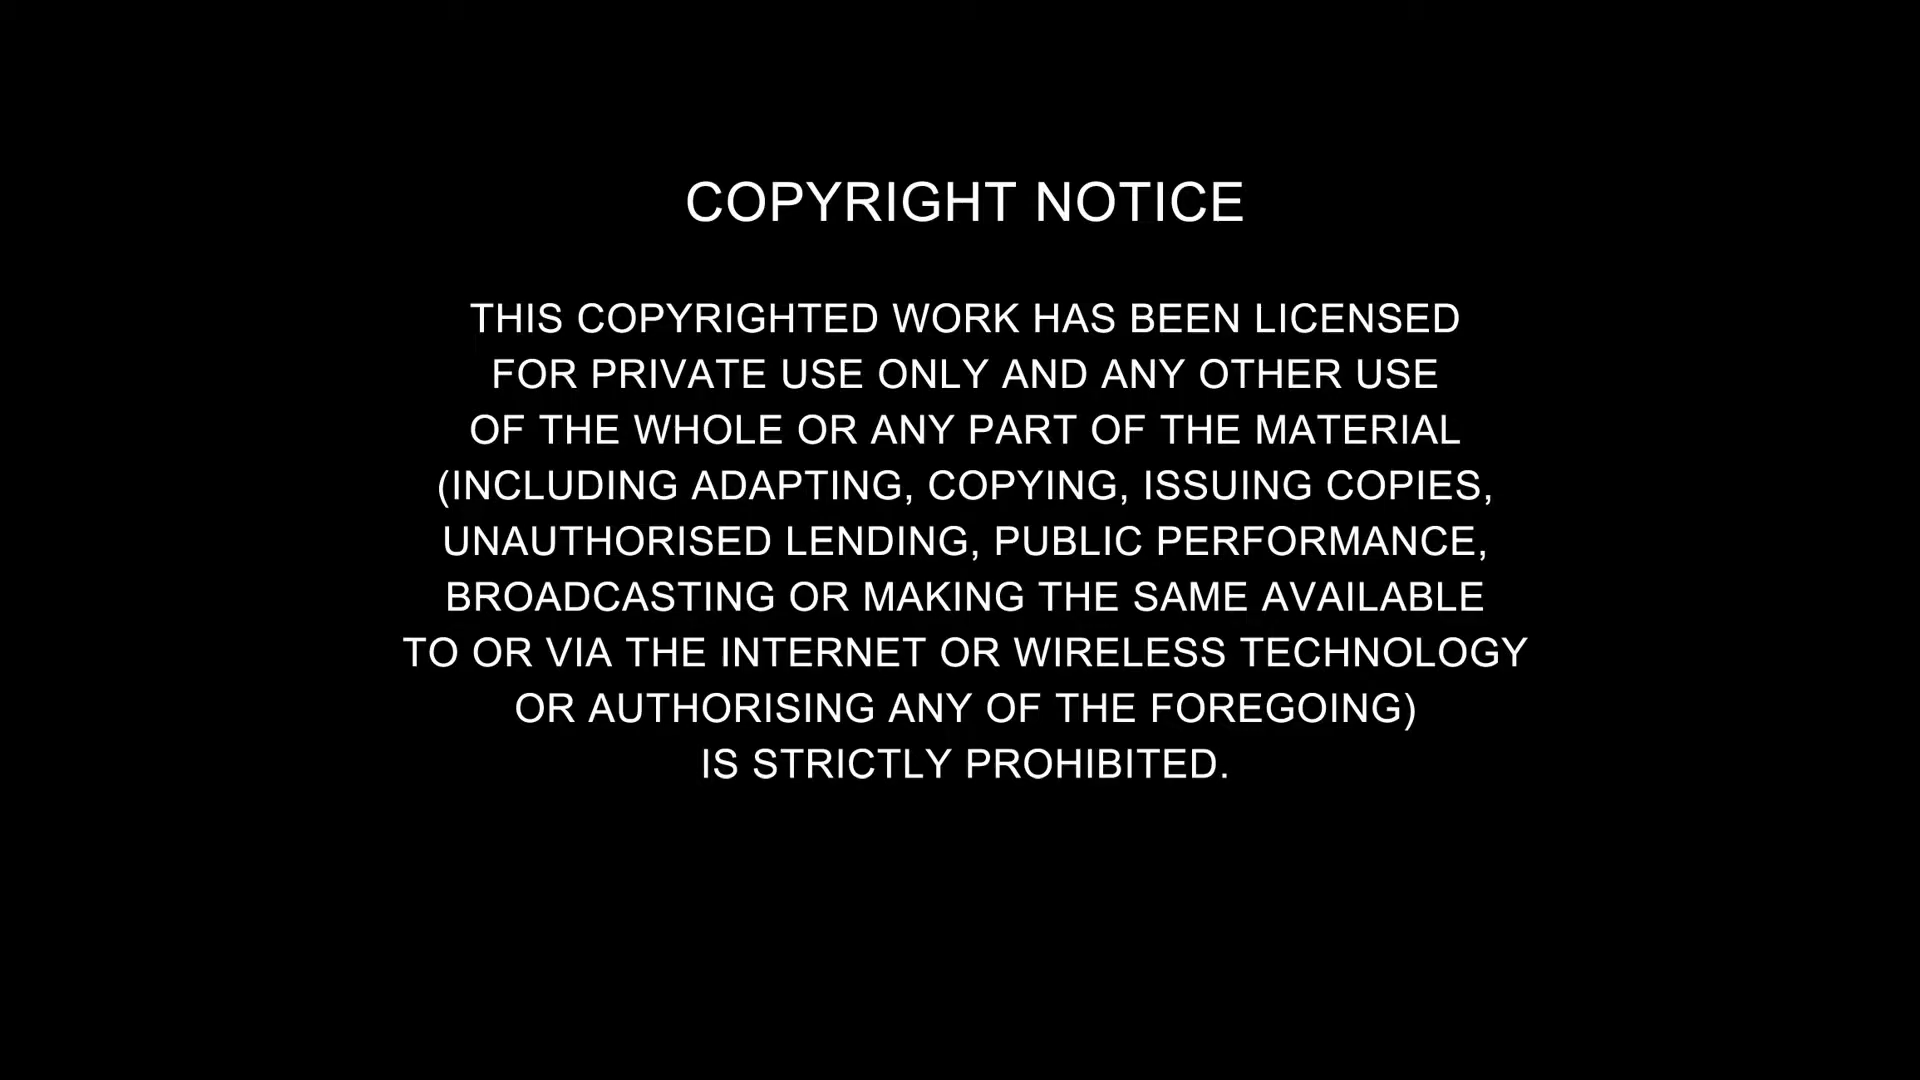 COPYRIGHT NOTICE
THIS COPYRIGHTED WORK HAS BEEN LICENSED
FOR PRIVATE USE ONLY AND ANY OTHER USE
OF THE WHOLE OR ANY PART OF THE MATERIAL
(INCLUDING ADAPTING, COPYING, ISSUING COPIES,
UNAUTHORISED LENDING, PUBLIC PERFORMANCE,
BROADCASTING OR MAKING THE SAME AVAILABLE
TO OR VIA THE INTERNET OR WIRELESS TECHNOLOGY
OR AUTHORISING ANY OF THE FOREGOING)
IS STRICTLY PROHIBITED.